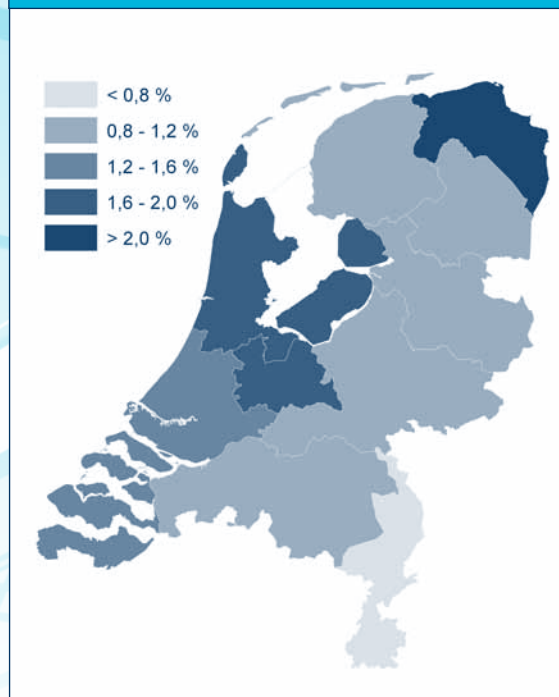 < 0,8 %
0,8 - 1,2 %
1,2 - 1,6 %
1,6 - 2,0 %
> 2,0 %